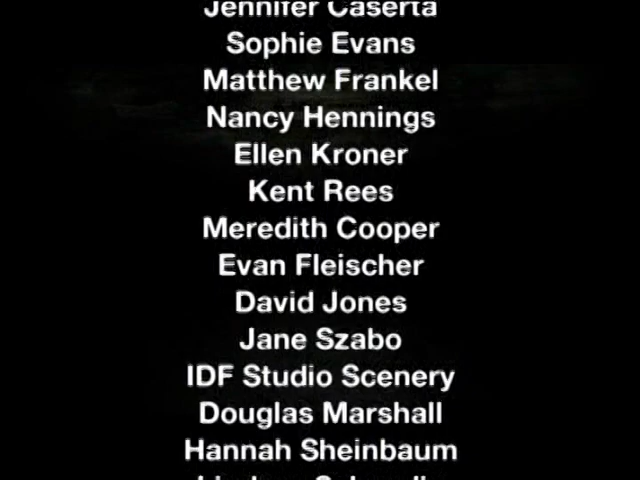 Jennifer Caserta
Sophie Evans
Matthew Frankel
Nancy Hennings
Ellen Kroner
Kent Rees
Meredith Cooper
Evan Fleischer
David Jones
Jane Szabo
IDF Studio Scenery
Douglas Marshall
Hannah Sheinbaum